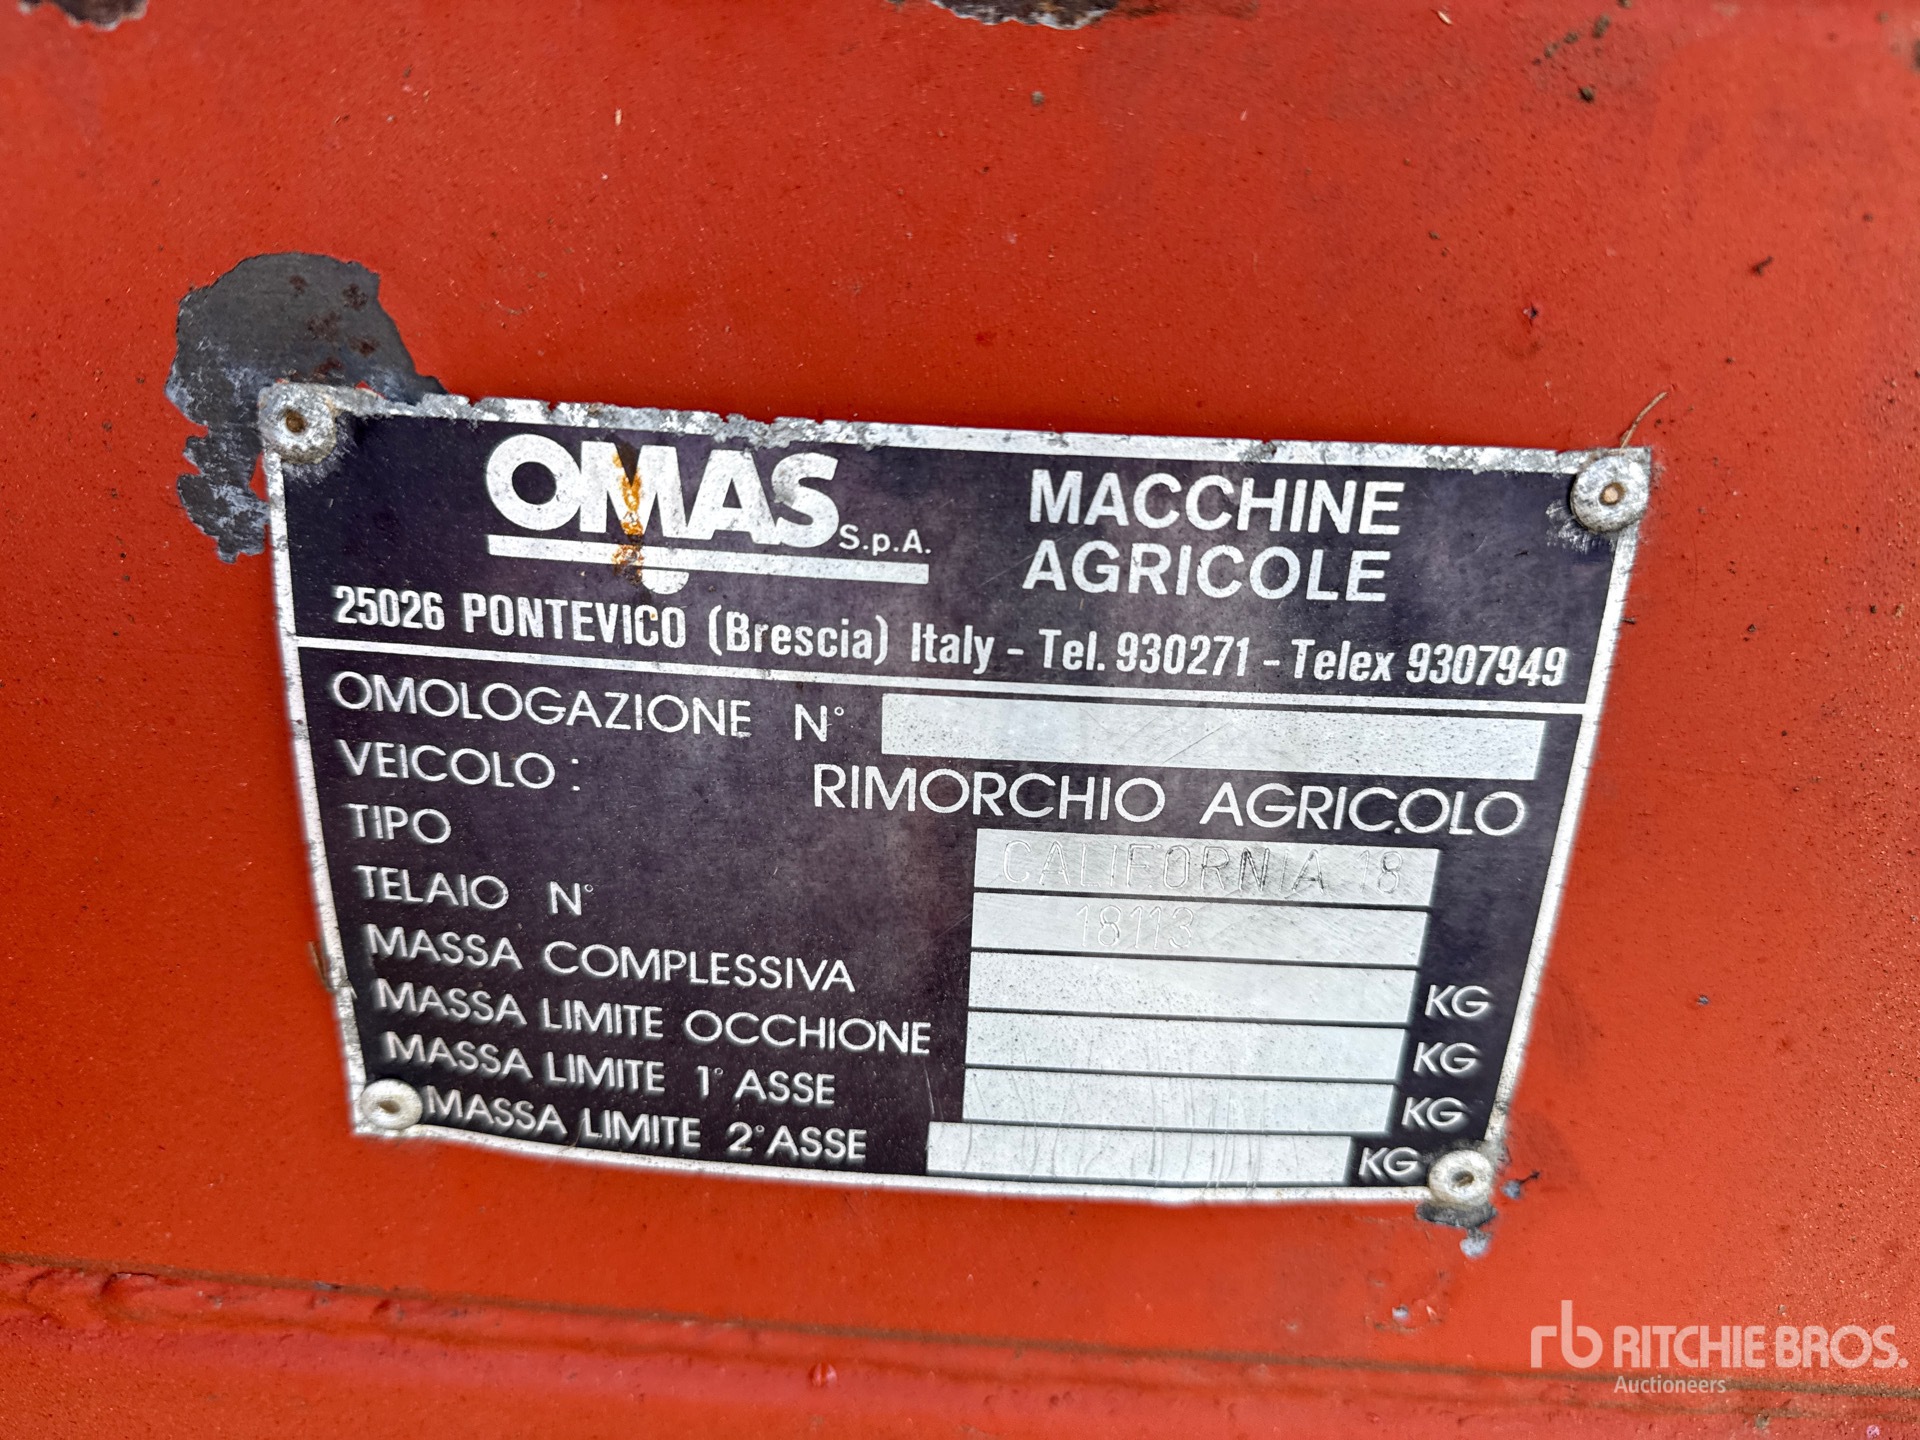 OMAS S.p.A.
MACCHINE
AGRICOLE
25026 PONTEVICO (Brescia) Italy - Tel. 930271 - Telex 9307949
OMOLOGAZIONE N°
VEICOLO : RIMORCHIO AGRICOLO
TIPO CALIFORNIA 18
TELAIO N° 18113
MASSA COMPLESSIVA KG
MASSA LIMITE OCCHIONE KG
MASSA LIMITE 1° ASSE KG
MASSA LIMITE 2° ASSE KG
rb RITCHIE BROS.
Auctioneers